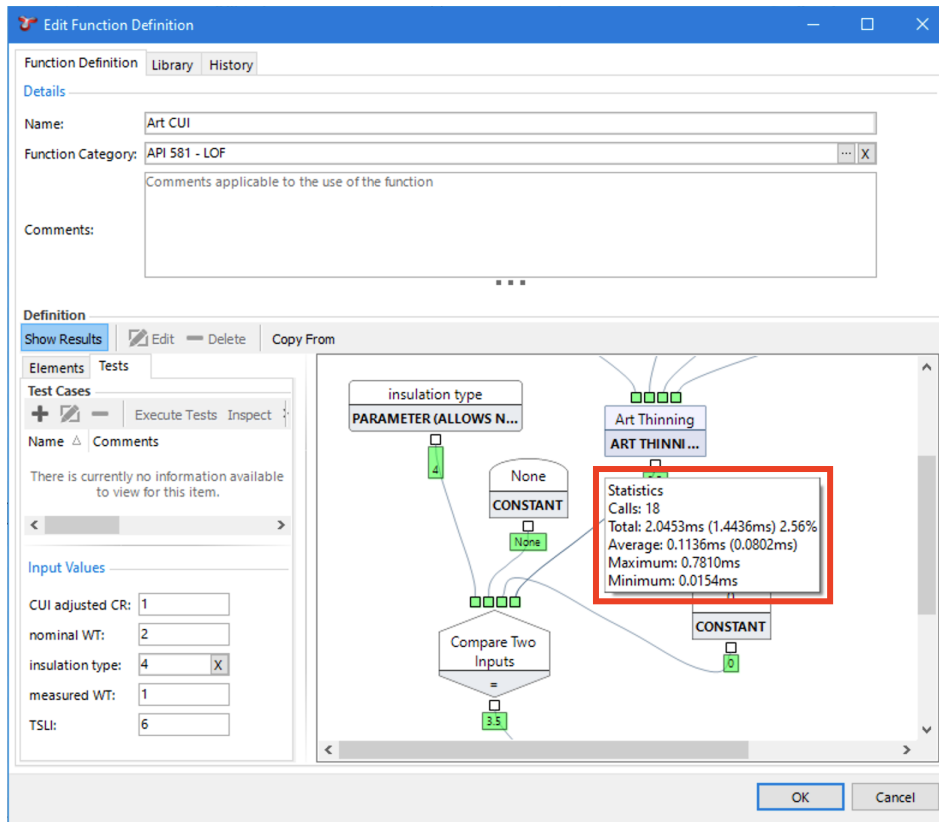 Edit Function Definition
Function Definition Library History
Details
Name: Art CUI
Function Category: API 581 - LOF ... X
Comments: Comments applicable to the use of the function
Definition
Show Results Edit Delete Copy From
Elements Tests
Test Cases
Execute Tests Inspect
Name Comments
There is currently no information available
to view for this item.
Input Values
CUI adjusted CR: 1
nominal WT: 2
insulation type: 4 X
measured WT: 1
TSLI: 6
insulation type
PARAMETER (ALLOWS N...
4
None
CONSTANT
None
Art Thinning
ART THINNI ...
Statistics
Calls: 18
Total: 2.0453ms (1.4436ms) 2.56%
Average: 0.1136ms (0.0802ms)
Maximum: 0.7810ms
Minimum: 0.0154ms
CONSTANT
0
Compare Two
Inputs
=
3.5
OK Cancel